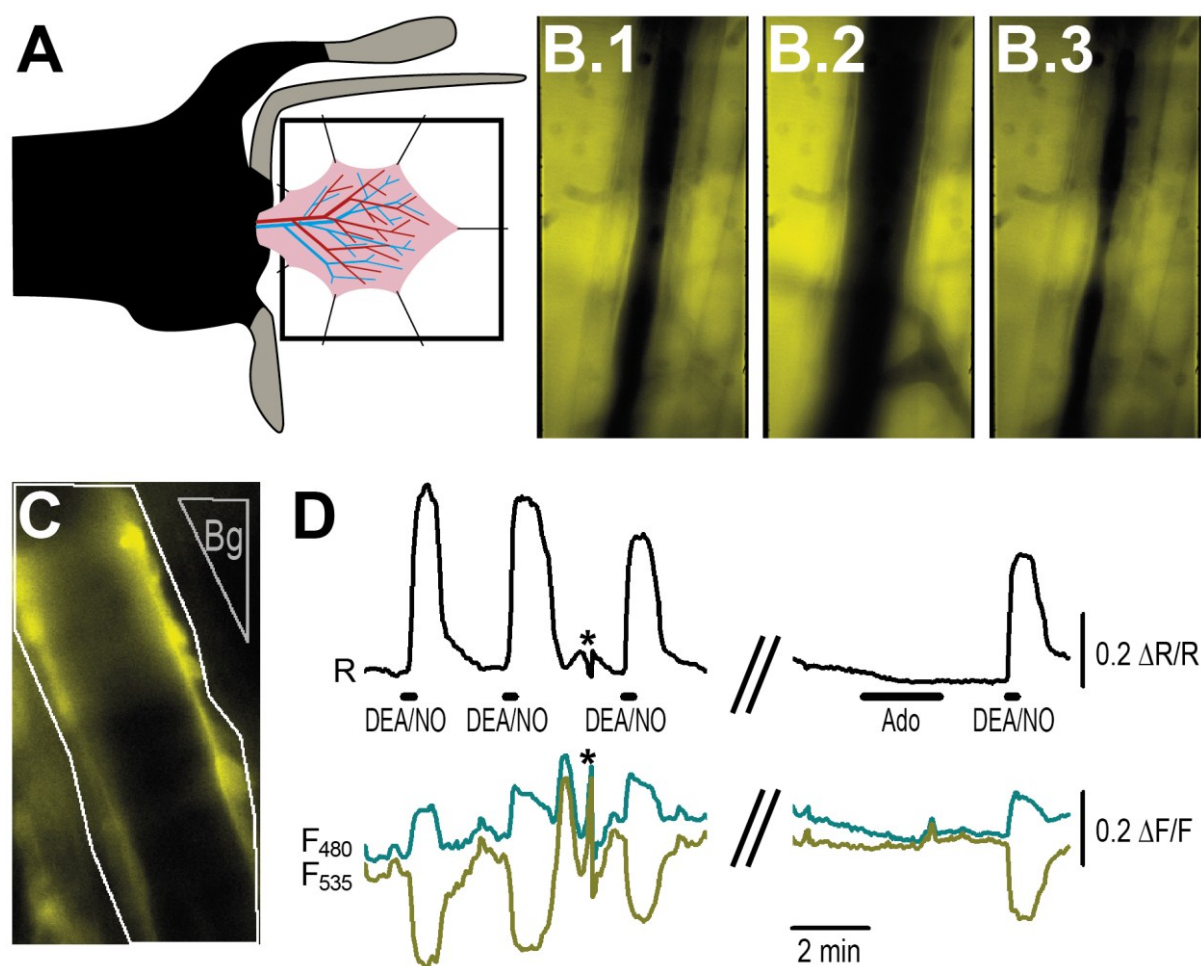 A
B.1
B.2
B.3
C
Bg
D
*
R
0.2 ΔR/R
DEA/NO
DEA/NO
DEA/NO
Ado
DEA/NO
*
F480
F535
0.2 ΔF/F
2 min